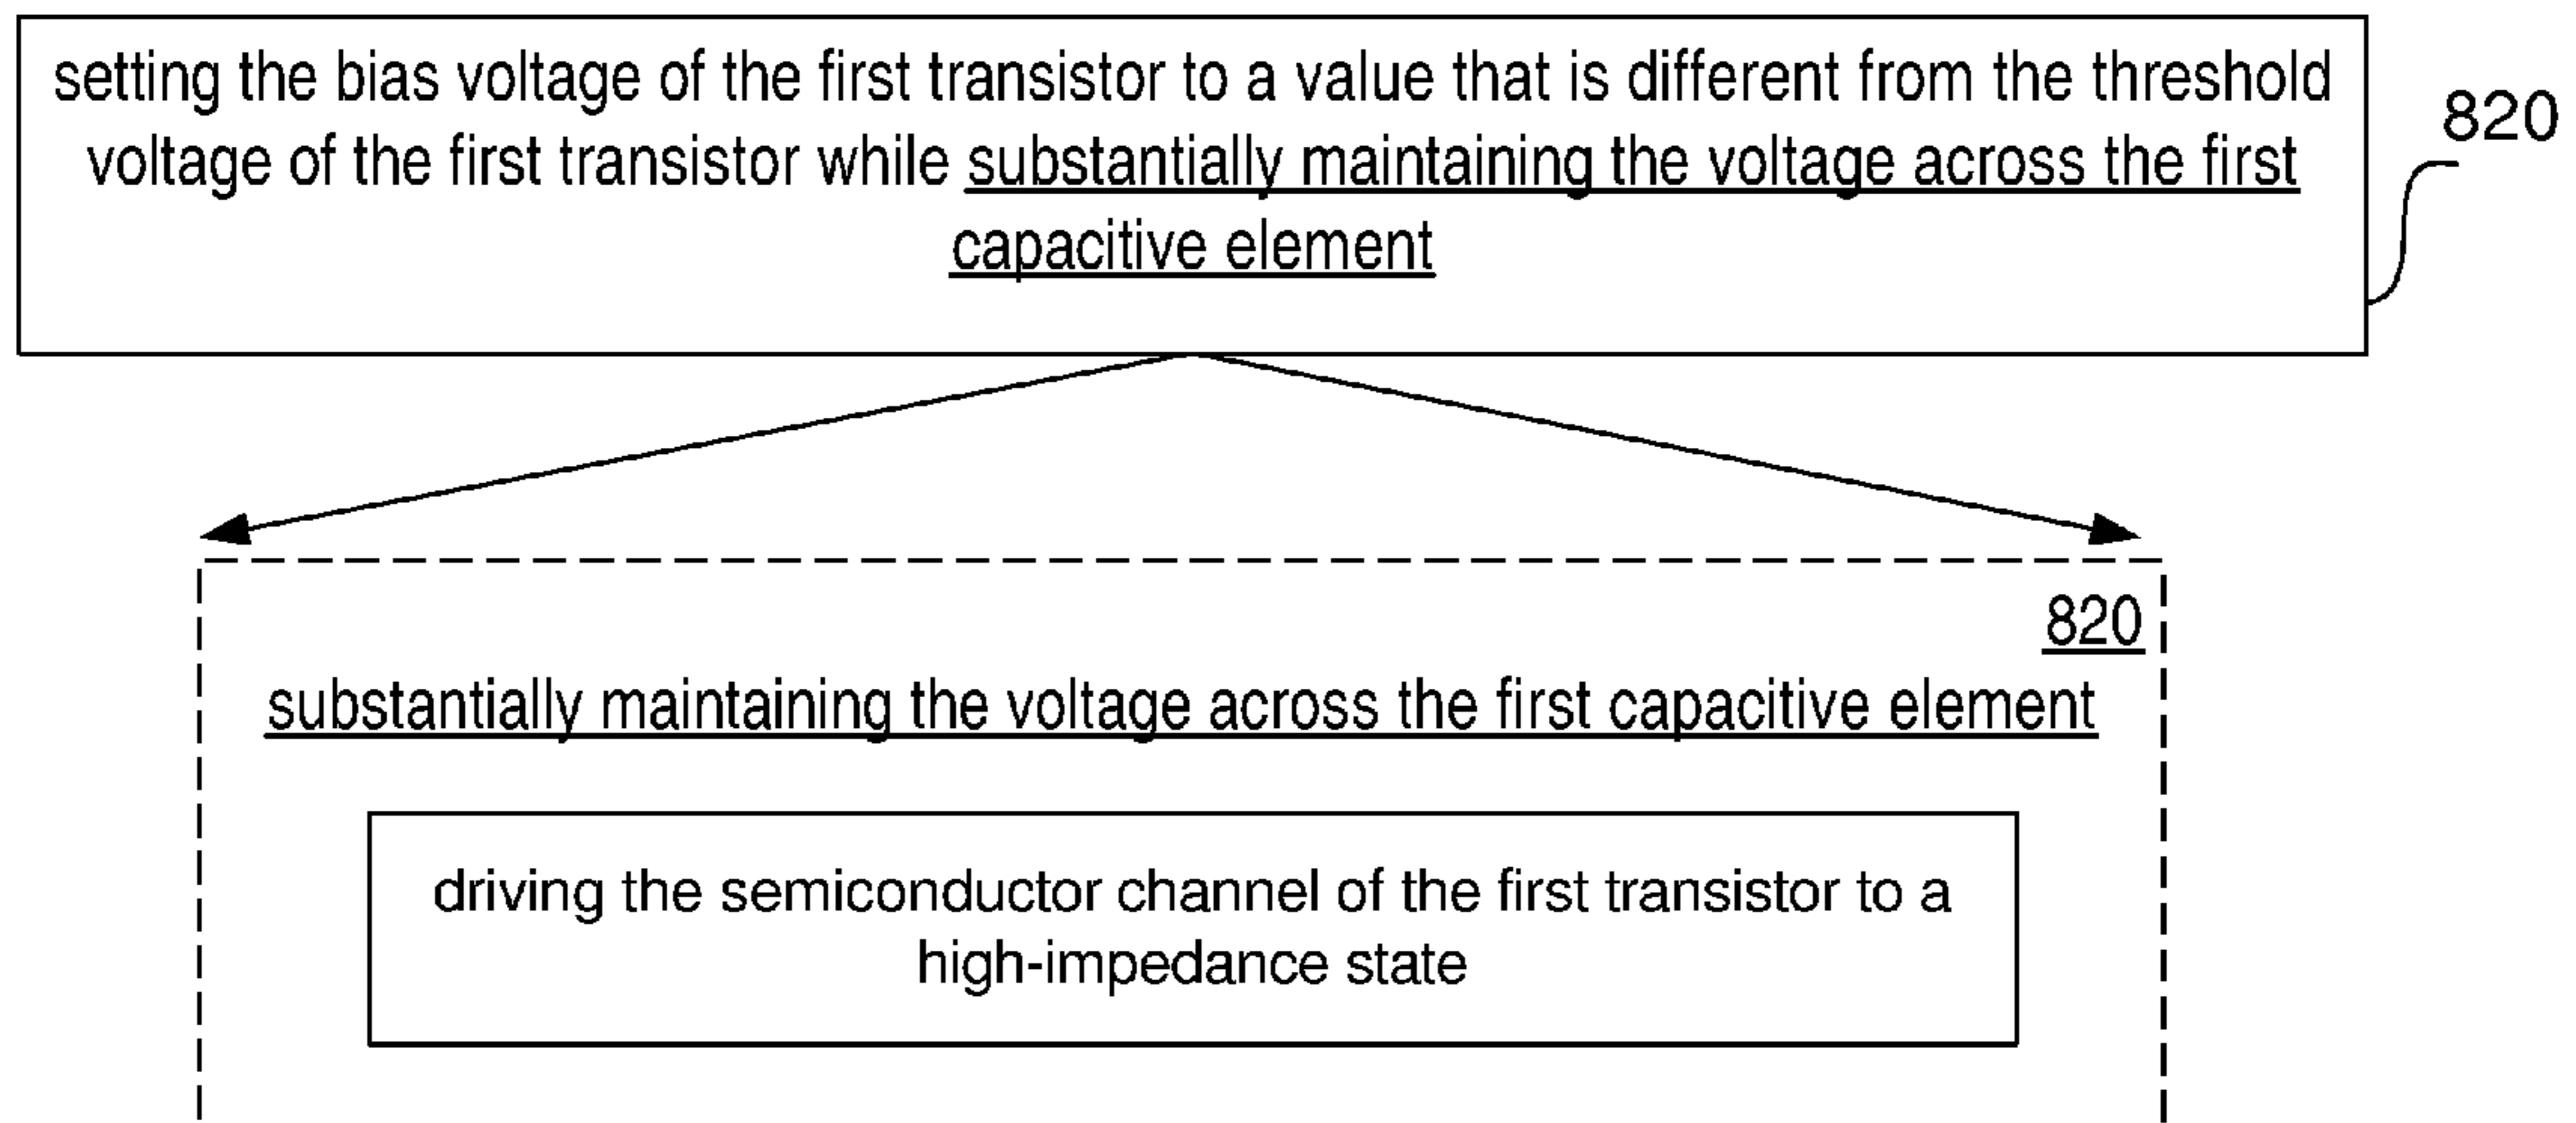 setting the bias voltage of the first transistor to a value that is different from the threshold
820
voltage of the first transistor while substantially maintaining the voltage across the first
capacitive element
820
substantially maintaining the voltage across the first capacitive element
driving the semiconductor channel of the first transistor to a
high-impedance state